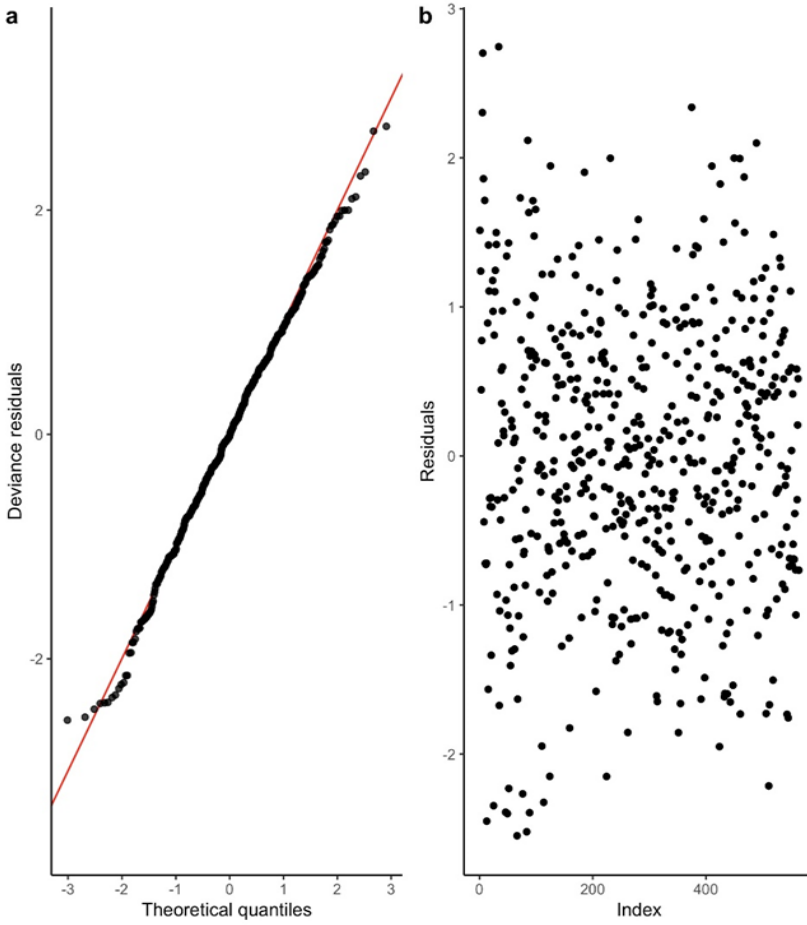 a
Deviance residuals
2
0
-2
-3 -2 -1 0 1 2 3
Theoretical quantiles
b
Residuals
3
2
1
0
-1
-2
0 200 400
Index